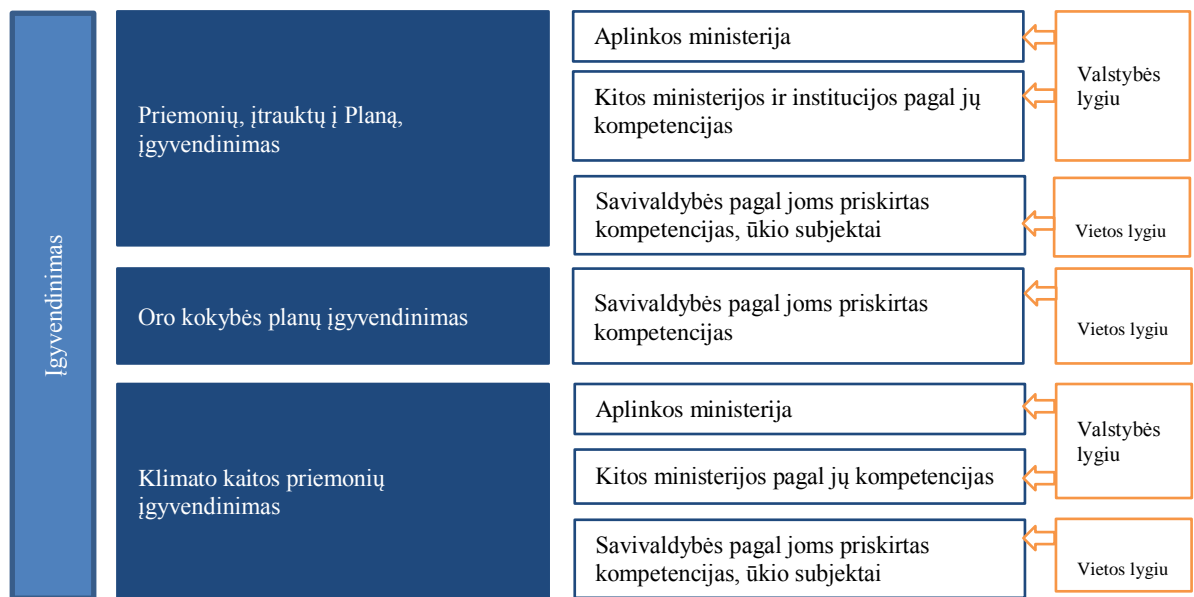 Įgyvendinimas
Priemonių, įtrauktų į Planą,
įgyvendinimas
Aplinkos ministerija
Kitos ministerijos ir institucijos pagal jų
kompetencijas
Valstybės
lygiu
Savivaldybės pagal joms priskirtas
kompetencijas, ūkio subjektai
Vietos lygiu
Oro kokybės planų įgyvendinimas
Savivaldybės pagal joms priskirtas
kompetencijas
Vietos lygiu
Klimato kaitos priemonių
įgyvendinimas
Aplinkos ministerija
Kitos ministerijos pagal jų kompetencijas
Valstybės
lygiu
Savivaldybės pagal joms priskirtas
kompetencijas, ūkio subjektai
Vietos lygiu